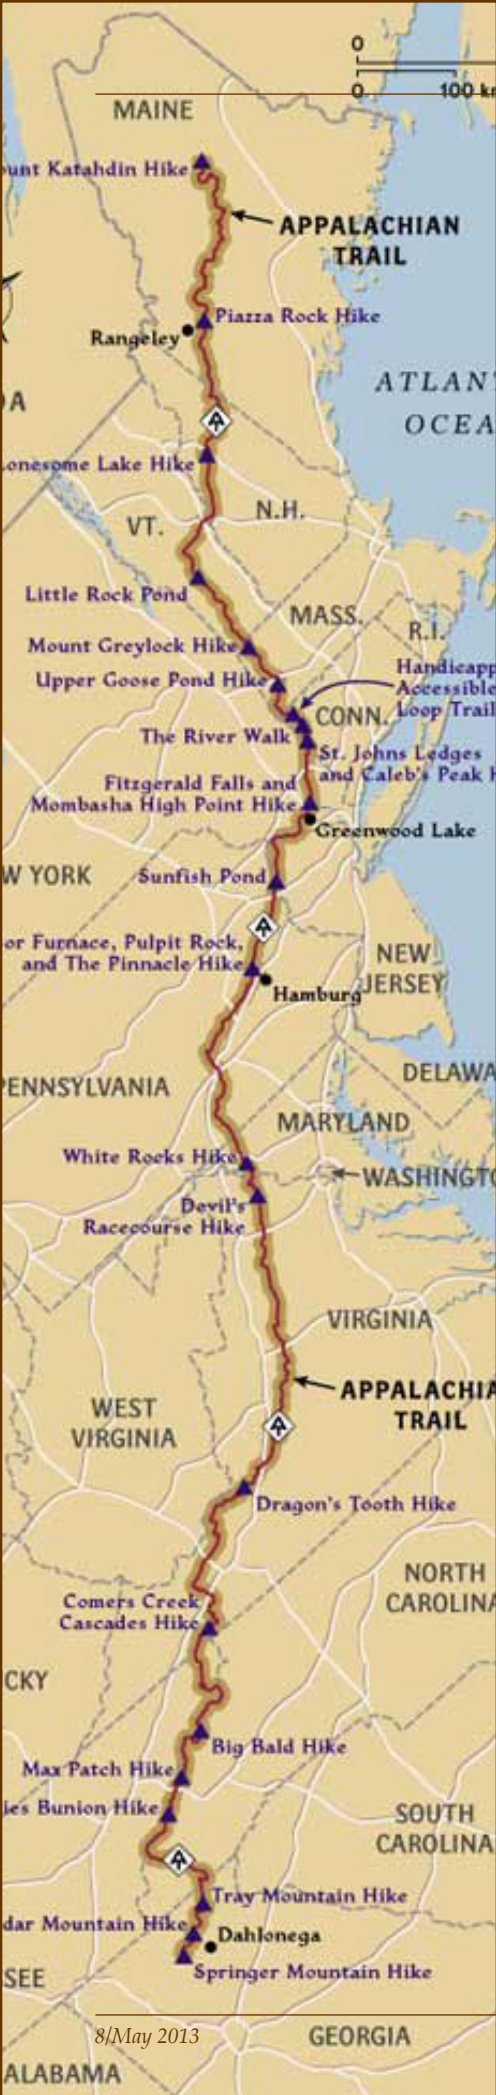 0
0 100 km
MAINE
ount Katahdin Hike
APPALACHIAN
TRAIL
Piazza Rock Hike
Rangeley
ATLAN
OCEA
DA
onesome Lake Hike
N.H.
VT.
Little Rock Pond
MASS.
R.I.
Mount Greylock Hike
Handicapp
Accessible
Loop Trail
Upper Goose Pond Hike
CONN.
The River Walk
St. Johns Ledges
and Caleb's Peak H
Fitzgerald Falls and
Mombasha High Point Hike
Greenwood Lake
W YORK
Sunfish Pond
or Furnace, Pulpit Rock,
and The Pinnacle Hike
NEW
JERSEY
Hamburg
PENNSYLVANIA
DELAWA
MARYLAND
White Rocks Hike
WASHINGTO
Devil's
Racecourse Hike
VIRGINIA
APPALACHIA
TRAIL
WEST
VIRGINIA
Dragon's Tooth Hike
NORTH
CAROLINA
Comers Creek
Cascades Hike
CKY
Big Bald Hike
Max Patch Hike
ies Bunion Hike
SOUTH
CAROLINA
Tray Mountain Hike
dar Mountain Hike
Dahlonega
SEE
Springer Mountain Hike
8/May 2013
GEORGIA
ALABAMA